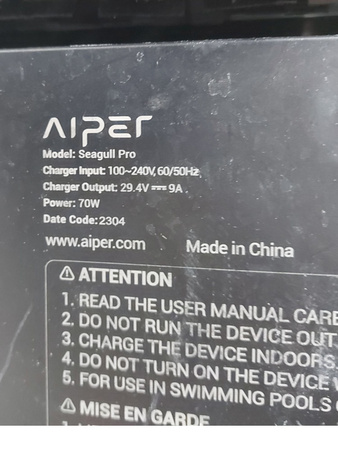 AIPER
Model: Seagull Pro
Charger Input: 100~240V, 60/50Hz
Charger Output: 29.4V ⎓ 9A
Power: 70W
Date Code: 2304
www.aiper.com Made in China
⚠ ATTENTION
1. READ THE USER MANUAL CARE
2. DO NOT RUN THE DEVICE OUT
3. CHARGE THE DEVICE INDOORS
4. DO NOT TURN ON THE DEVICE
5. FOR USE IN SWIMMING POOLS
⚠ MISE EN GARDE